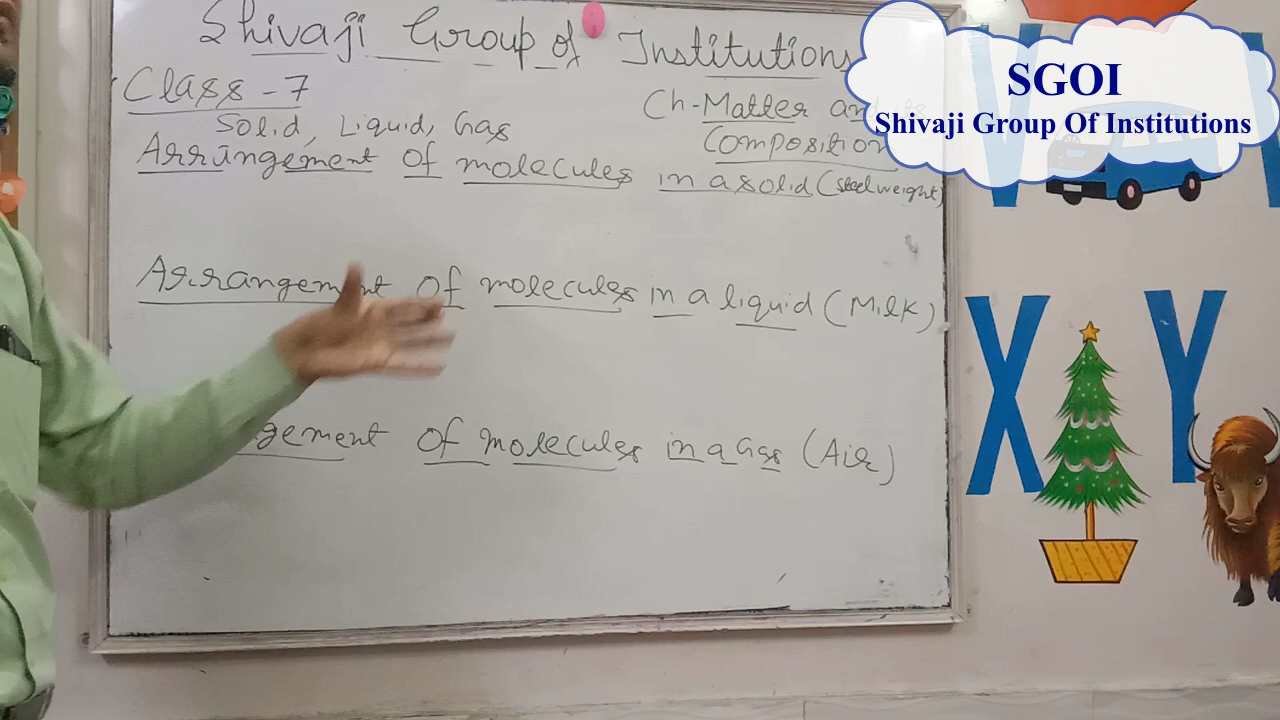 Shivaji Group of Institutions
Class - 7
Ch-Matter and
Composition
Solid, Liquid, Gas
Arrangement of molecules in a solid (steel weight)
Arrangement of molecules in a liquid (Milk)
gement of molecules in a Gas (Air)
SGOI
Shivaji Group Of Institutions
V
X Y